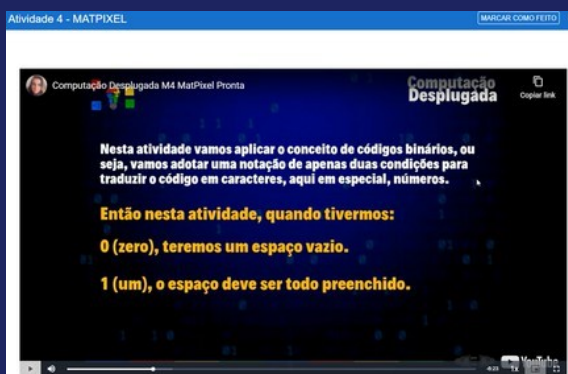 Atividade 4 - MATPIXEL
MARCAR COMO FEITO
Computação Desplugada M4 MatPixel Pronta
Computação
Desplugada
Copiar link
Nesta atividade vamos aplicar o conceito de códigos binários, ou
seja, vamos adotar uma notação de apenas duas condições para
traduzir o código em caracteres, aqui em especial, números.
Então nesta atividade, quando tivermos:
0 (zero), teremos um espaço vazio.
1 (um), o espaço deve ser todo preenchido.
1x
YouTube